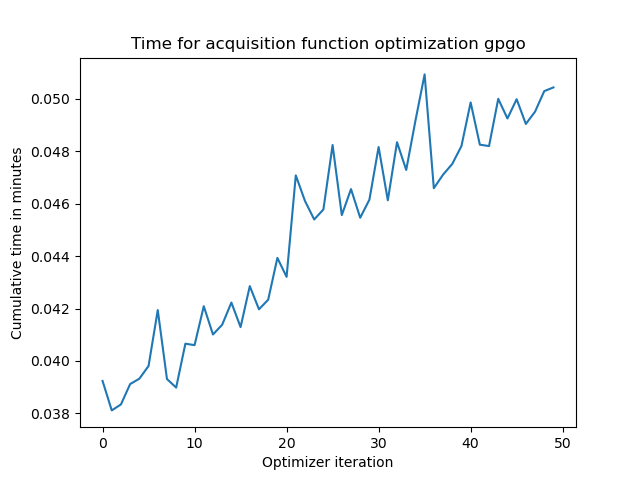 Time for acquisition function optimization gpgo
Cumulative time in minutes
0.050
0.048
0.046
0.044
0.042
0.040
0.038
0 10 20 30 40 50
Optimizer iteration